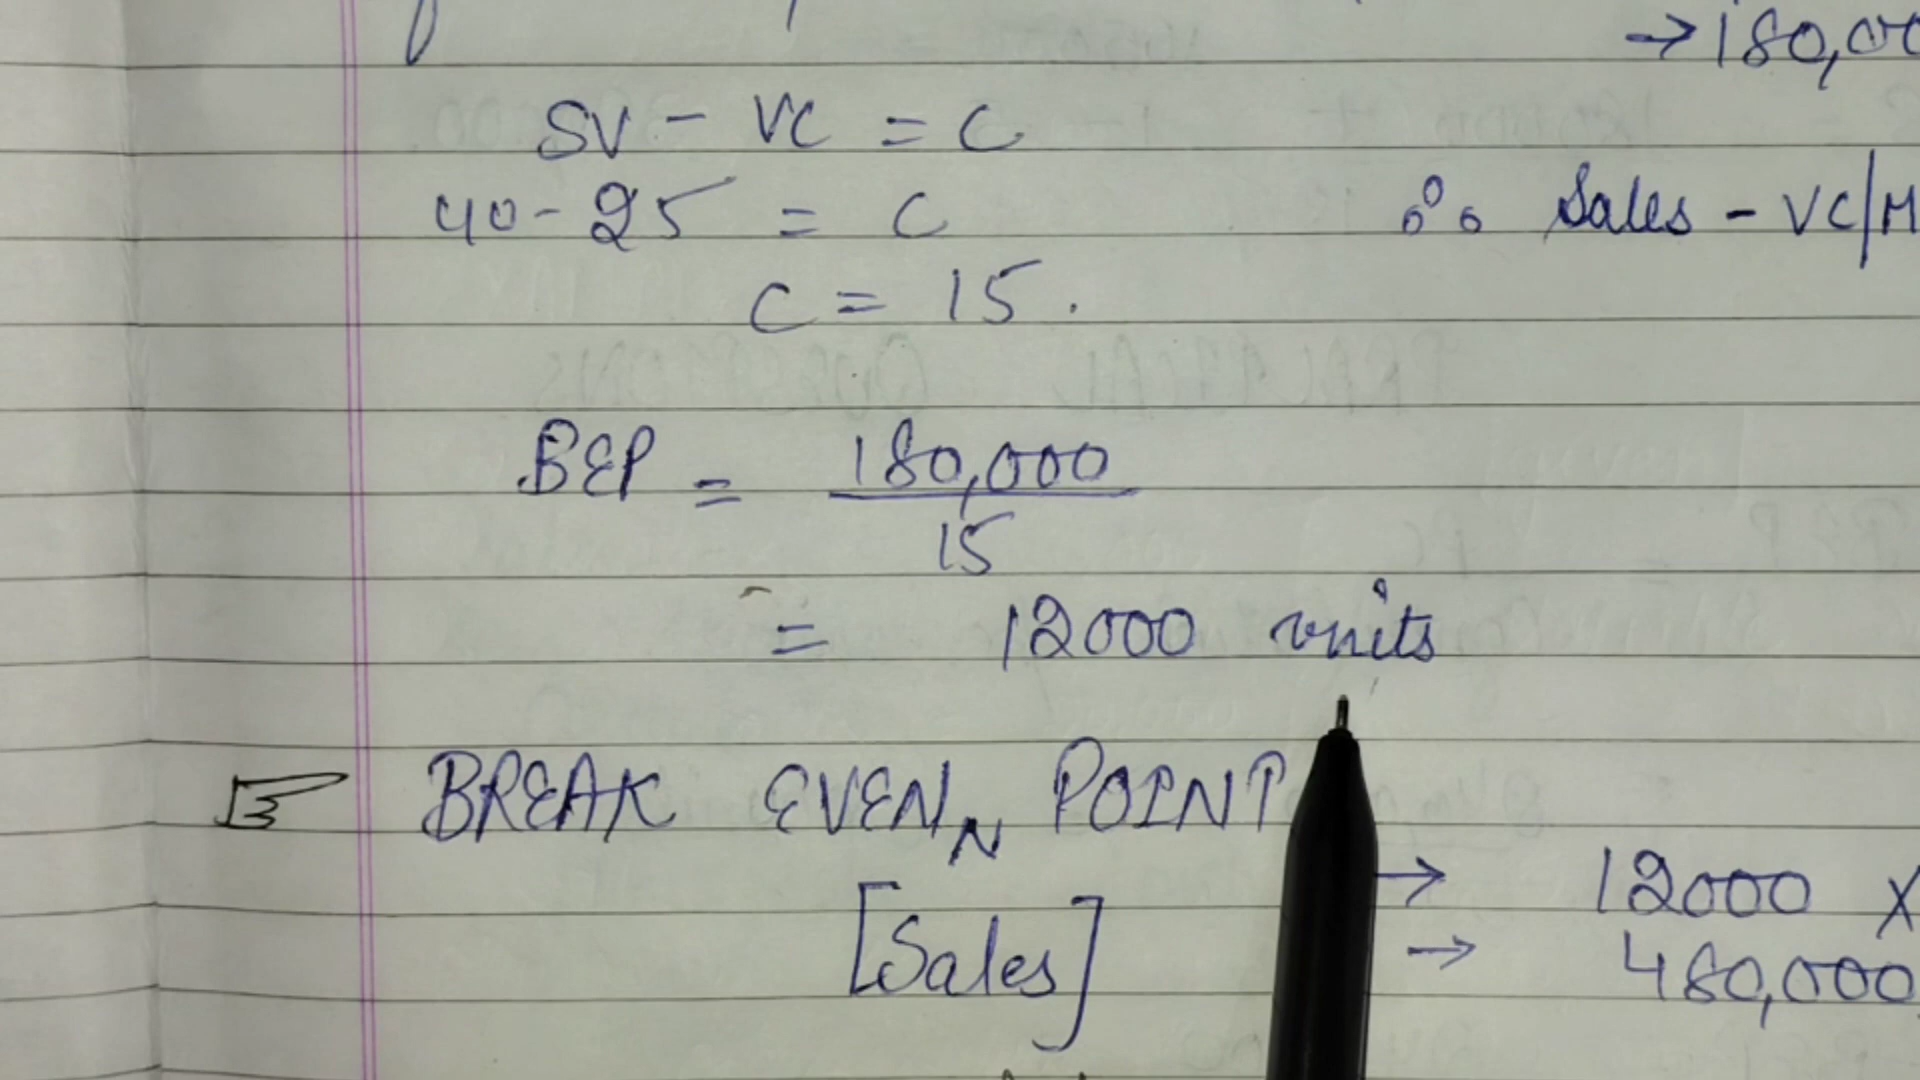 → 180,00
SV - VC = C
40 - 25 = C
∴ Sales - VC/M
C = 15.
BEP = 180,000
15
= 12000 units
BREAK EVENN POINT
→ 12000 X
[Sales]
→ 480,000